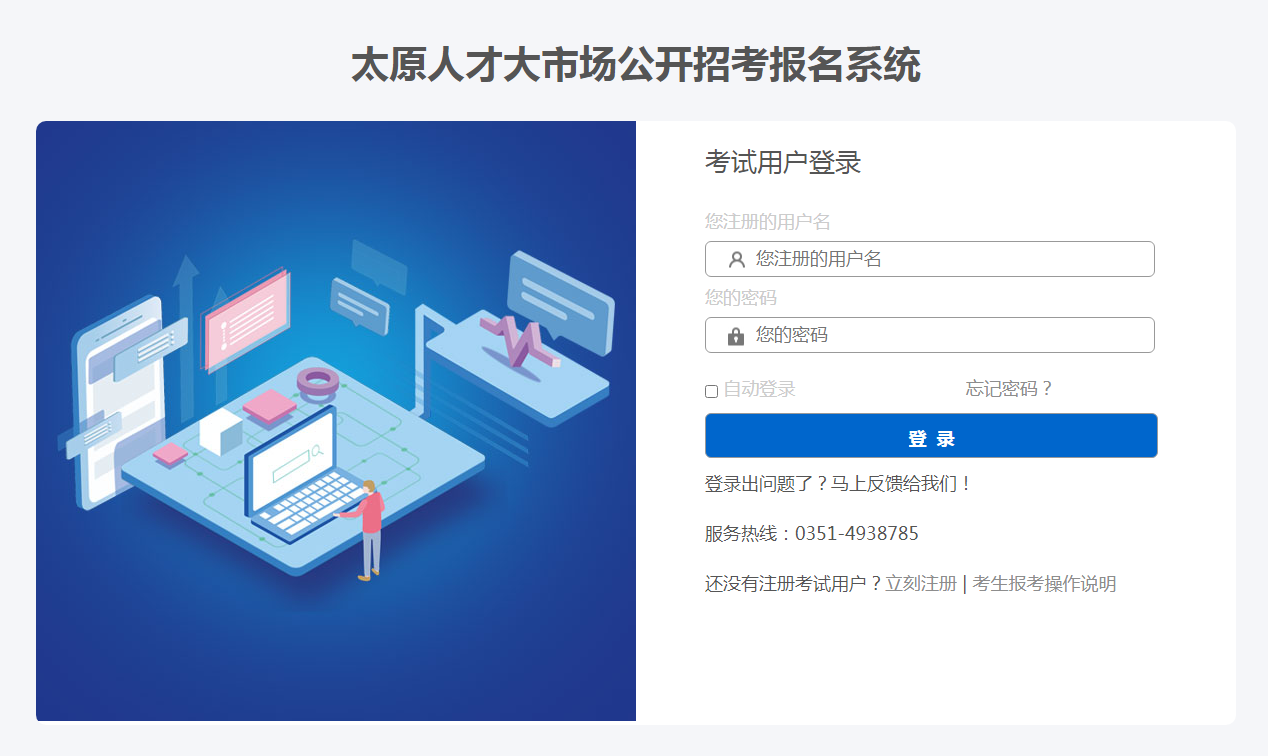 太原人才大市场公开招考报名系统
考试用户登录
您注册的用户名
您注册的用户名
您的密码
您的密码
自动登录 忘记密码？
登 录
登录出问题了？马上反馈给我们！
服务热线：0351-4938785
还没有注册考试用户？立刻注册 | 考生报考操作说明